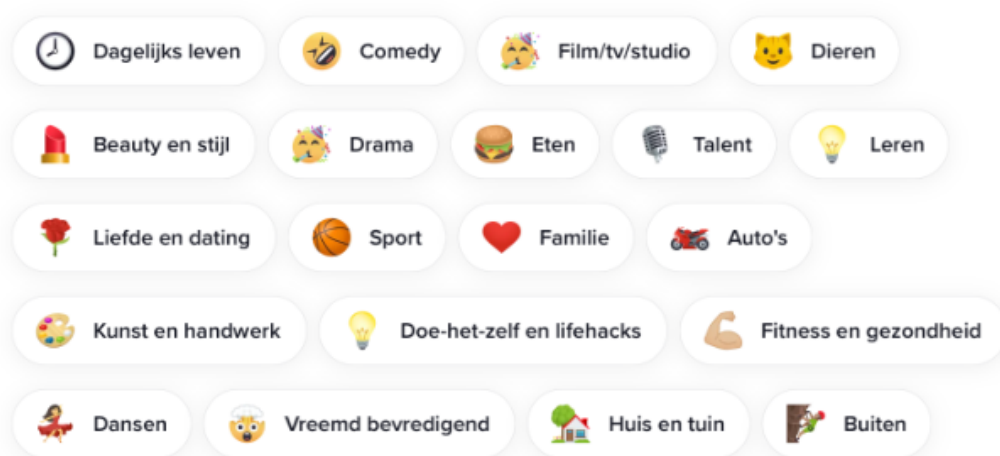 Dagelijks leven Comedy Film/tv/studio Dieren
Beauty en stijl Drama Eten Talent Leren
Liefde en dating Sport Familie Auto's
Kunst en handwerk Doe-het-zelf en lifehacks Fitness en gezondheid
Dansen Vreemd bevredigend Huis en tuin Buiten